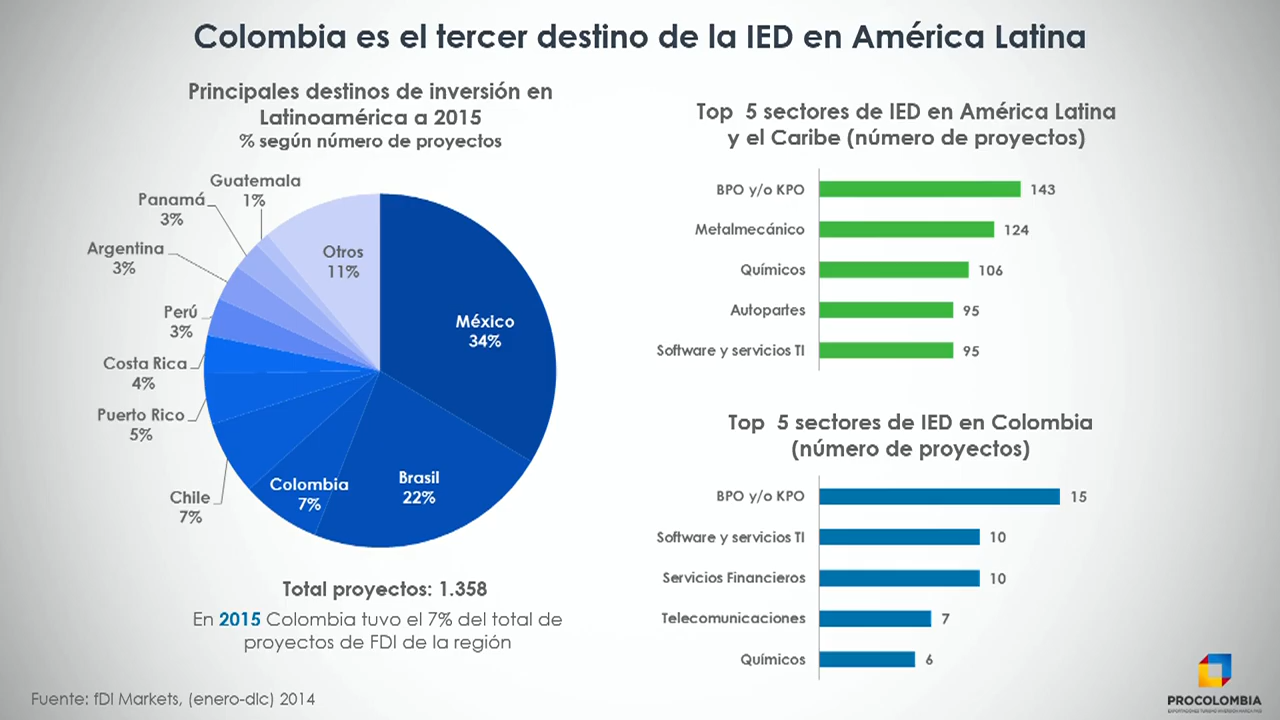 Colombia es el tercer destino de la IED en América Latina
Principales destinos de inversión en
Latinoamérica a 2015
% según número de proyectos
Guatemala
1%
Panamá
3%
Argentina
3%
Perú
3%
Costa Rica
4%
Puerto Rico
5%
Chile
7%
Colombia
7%
Brasil
22%
México
34%
Otros
11%
Total proyectos: 1.358
En 2015 Colombia tuvo el 7% del total de
proyectos de FDI de la región
Top 5 sectores de IED en América Latina
y el Caribe (número de proyectos)
BPO y/o KPO 143
Metalmecánico 124
Químicos 106
Autopartes 95
Software y servicios TI 95
Top 5 sectores de IED en Colombia
(número de proyectos)
BPO y/o KPO 15
Software y servicios TI 10
Servicios Financieros 10
Telecomunicaciones 7
Químicos 6
Fuente: fDI Markets, (enero-dic) 2014
PROCOLOMBIA